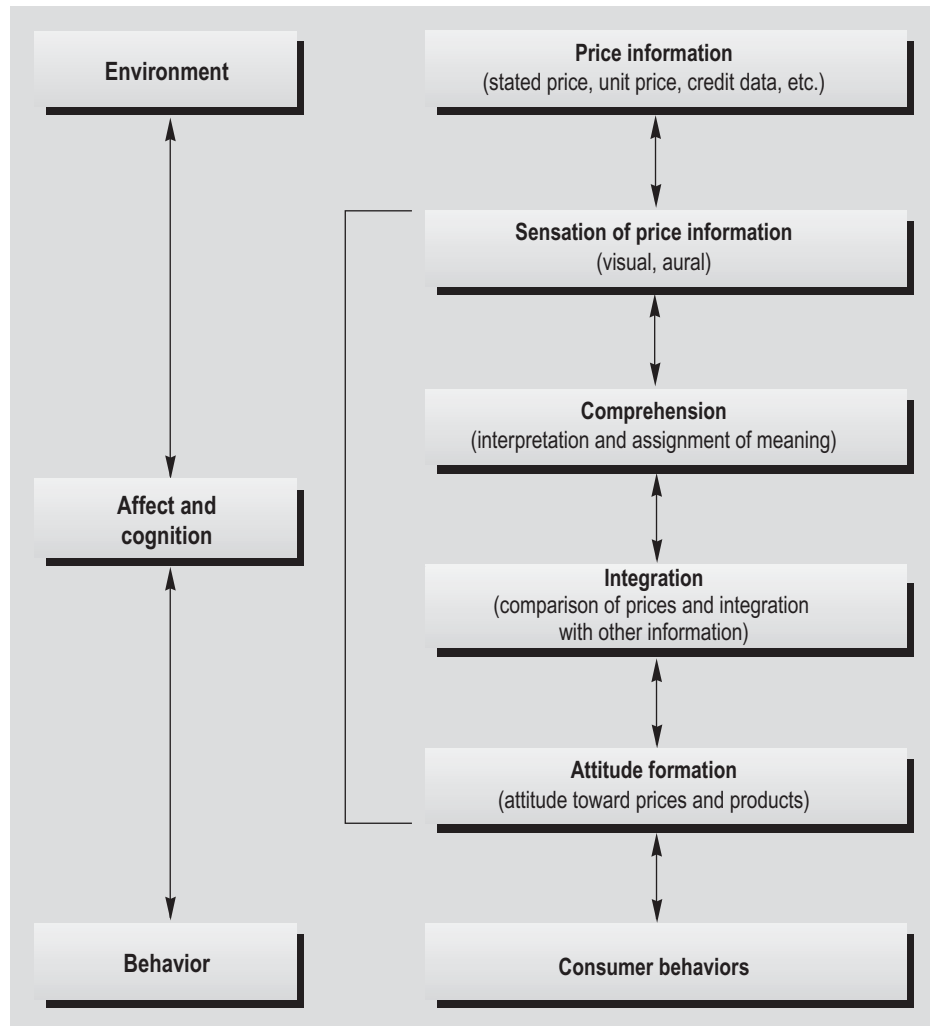 Environment
Price information
(stated price, unit price, credit data, etc.)
Sensation of price information
(visual, aural)
Comprehension
(interpretation and assignment of meaning)
Affect and
cognition
Integration
(comparison of prices and integration
with other information)
Attitude formation
(attitude toward prices and products)
Behavior
Consumer behaviors